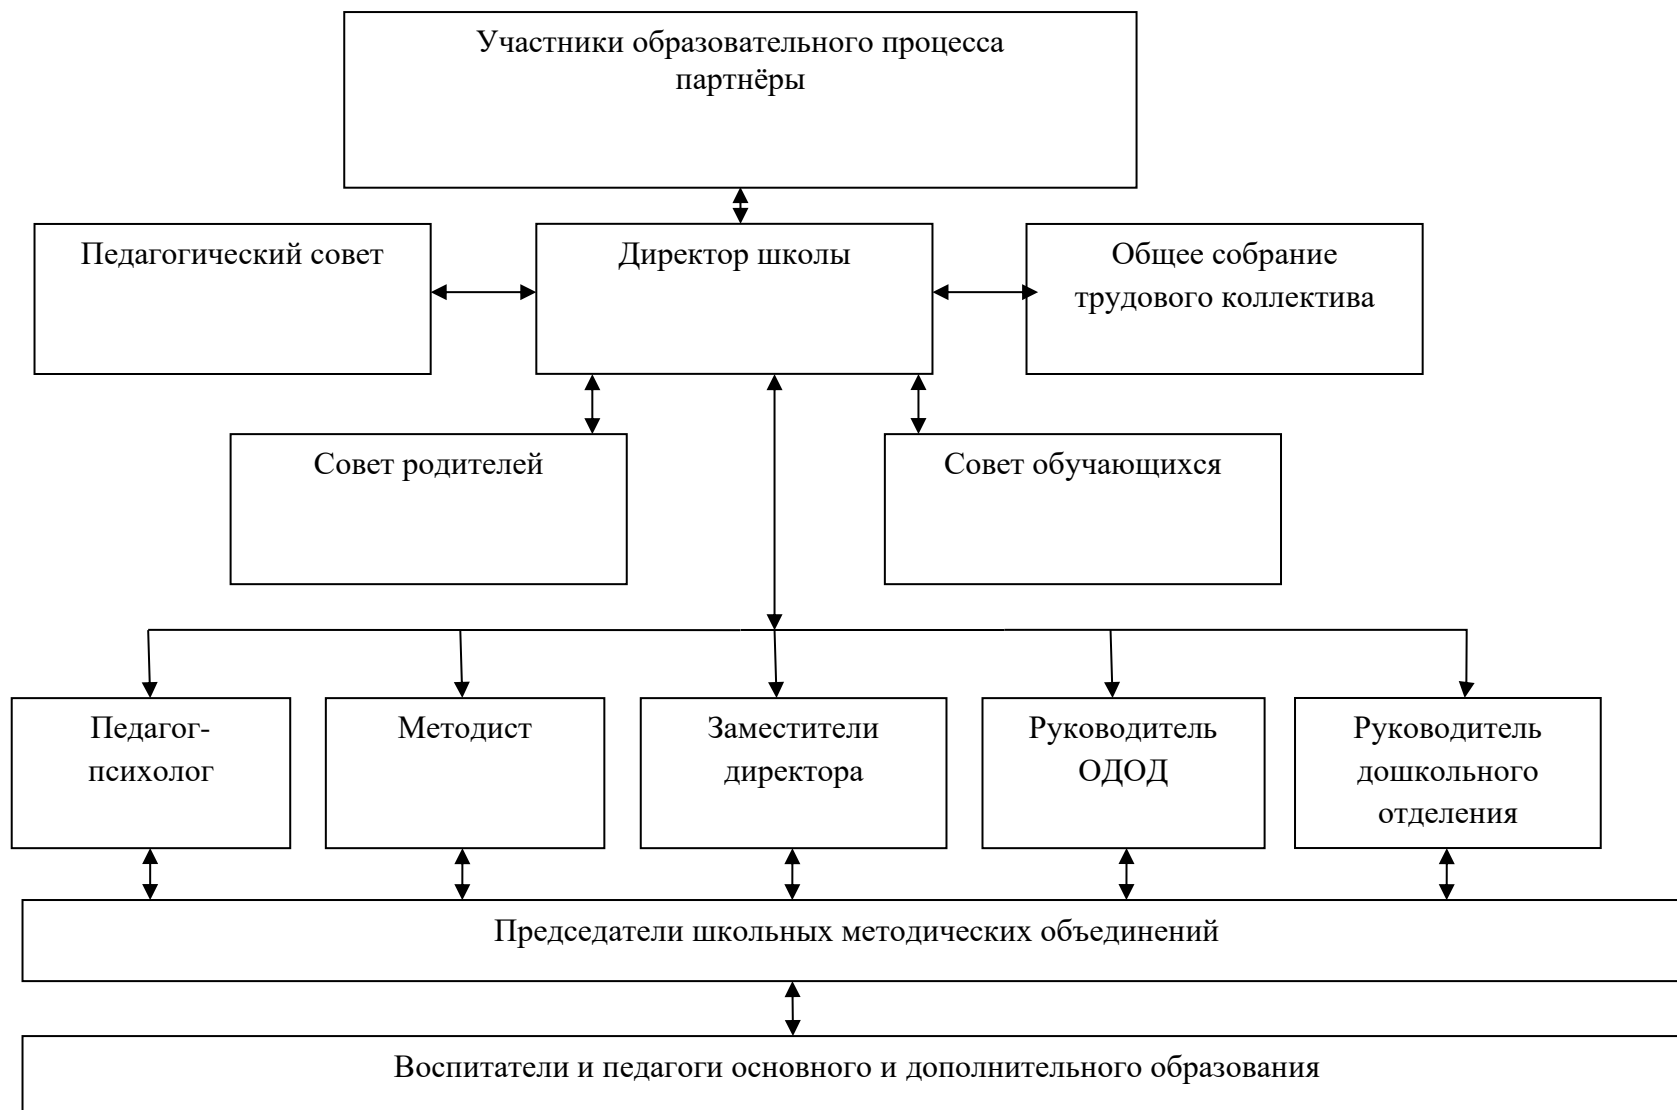 Участники образовательного процесса
партнёры
Педагогический совет
Директор школы
Общее собрание
трудового коллектива
Совет родителей
Совет обучающихся
Педагог-
психолог
Методист
Заместители
директора
Руководитель
ОДОД
Руководитель
дошкольного
отделения
Председатели школьных методических объединений
Воспитатели и педагоги основного и дополнительного образования